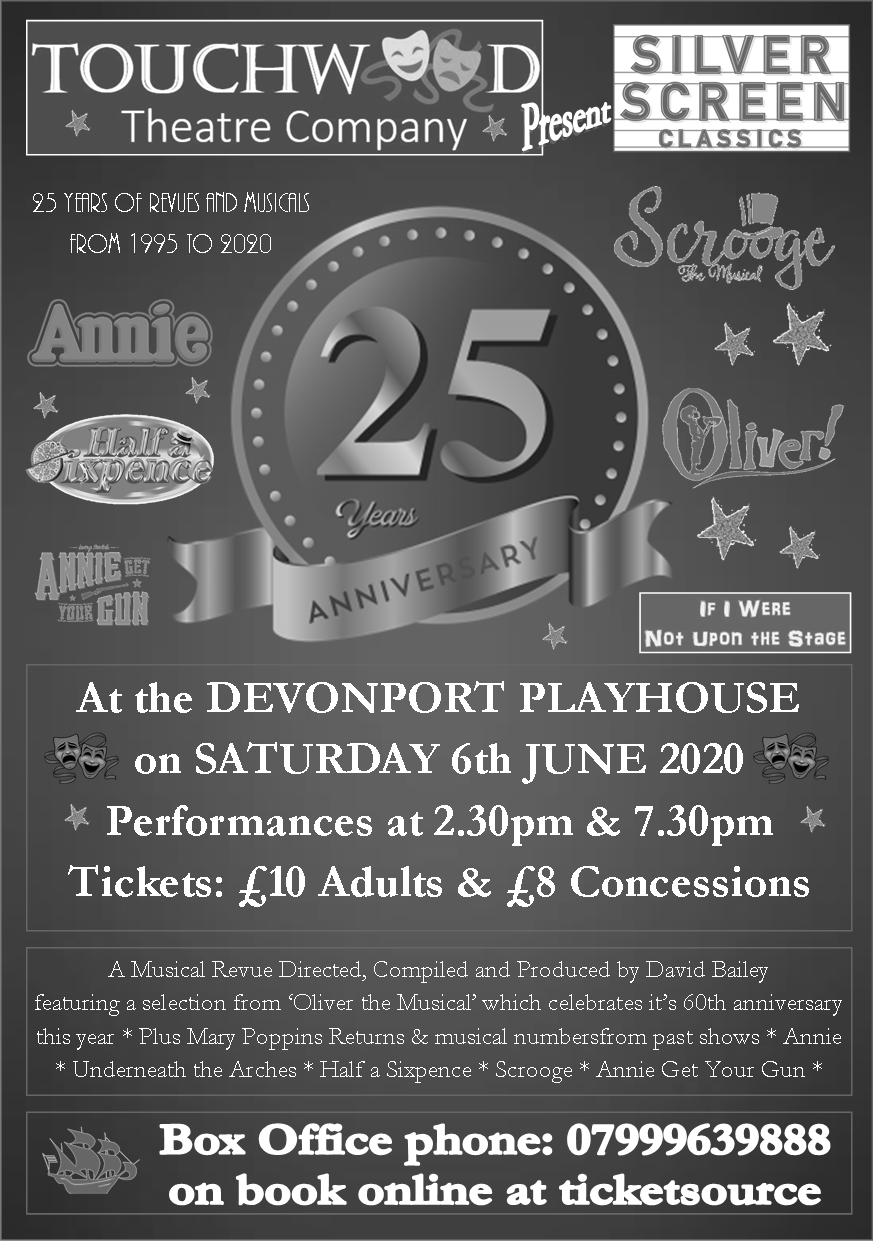 TOUCHWOOD
Theatre Company
Present
SILVER
SCREEN
CLASSICS
25 YEARS OF REVUES AND MUSICALS
FROM 1995 TO 2020
Scrooge
The Musical
Annie
25
Years
ANNIVERSARY
Half a
Sixpence
Oliver!
ANNIE GET
YOUR GUN
IF I WERE
NOT UPON THE STAGE
At the DEVONPORT PLAYHOUSE
on SATURDAY 6th JUNE 2020
Performances at 2.30pm & 7.30pm
Tickets: £10 Adults & £8 Concessions
A Musical Revue Directed, Compiled and Produced by David Bailey
featuring a selection from ‘Oliver the Musical’ which celebrates it’s 60th anniversary
this year * Plus Mary Poppins Returns & musical numbersfrom past shows * Annie
* Underneath the Arches * Half a Sixpence * Scrooge * Annie Get Your Gun *
Box Office phone: 07999639888
on book online at ticketsource